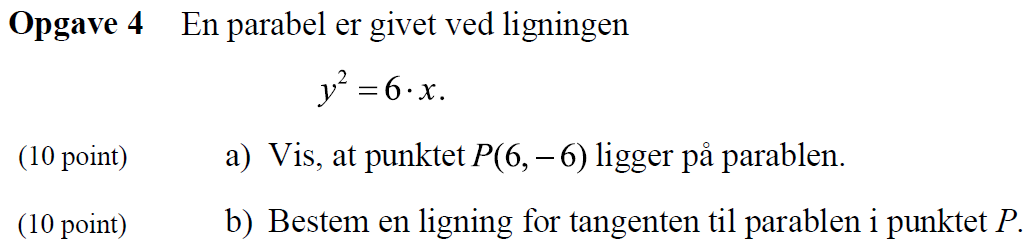 Opgave 4 En parabel er givet ved ligningen
y² = 6 · x.
(10 point) a) Vis, at punktet P(6, – 6) ligger på parablen.
(10 point) b) Bestem en ligning for tangenten til parablen i punktet P.